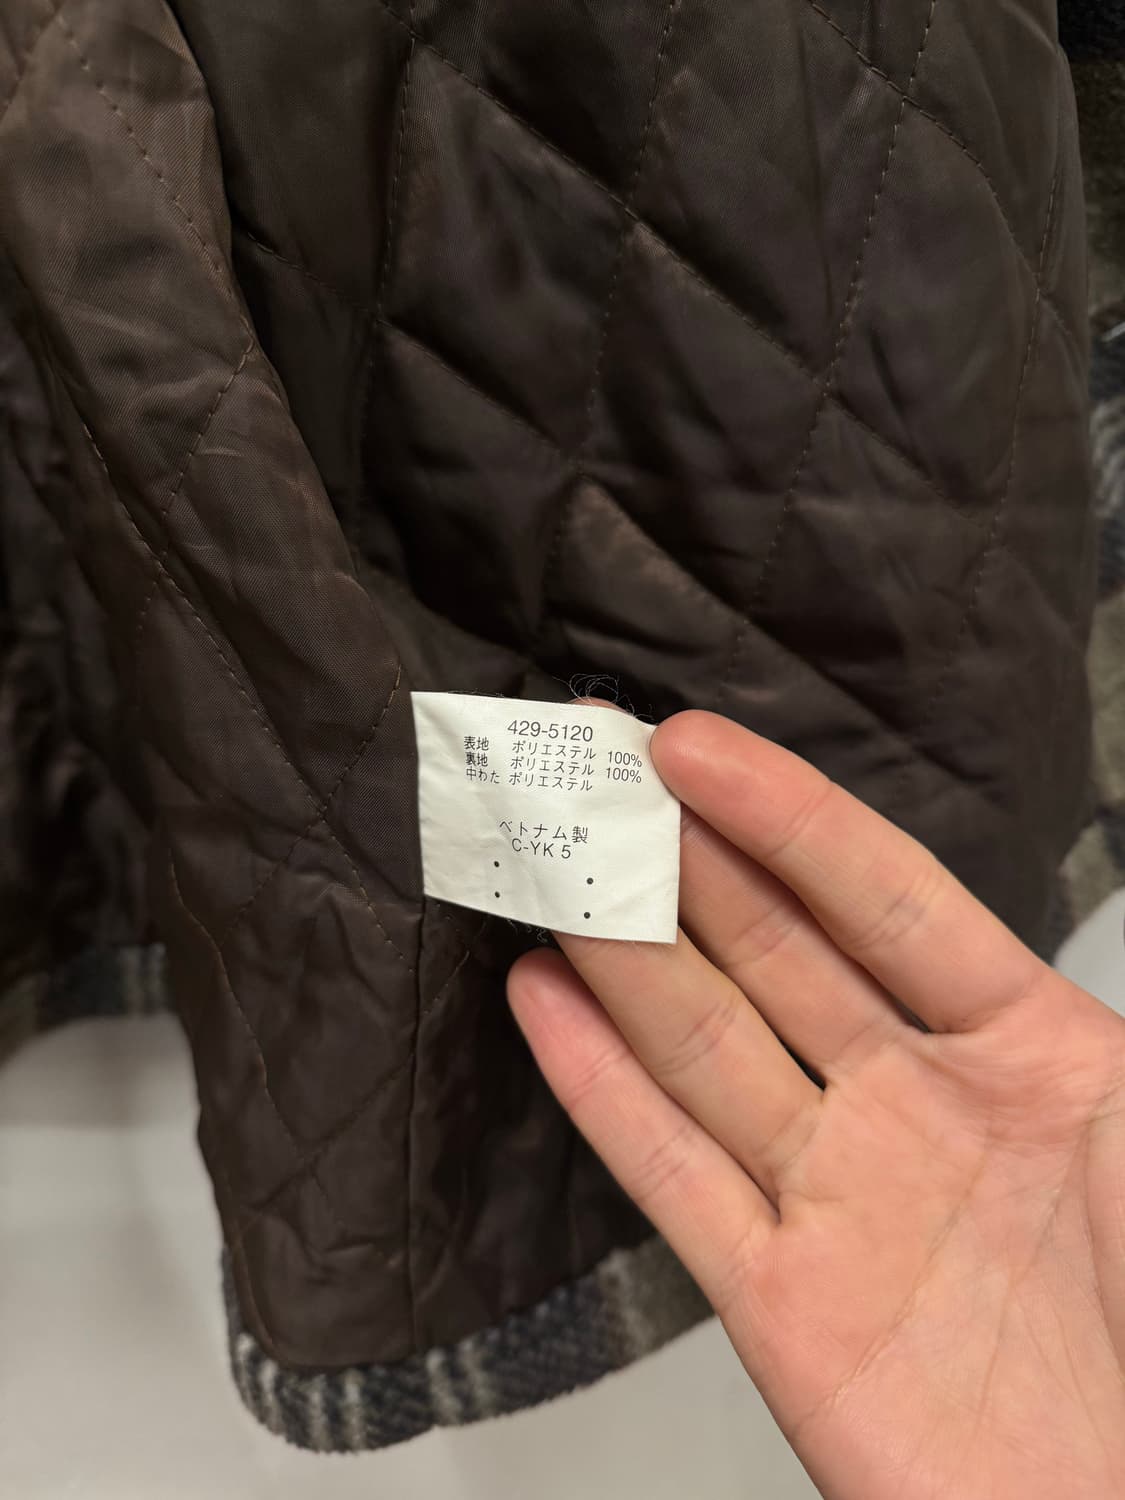 429-5120
表地 ポリエステル 100%
裏地 ポリエステル 100%
中わた ポリエステル
ベトナム製
C-YK 5